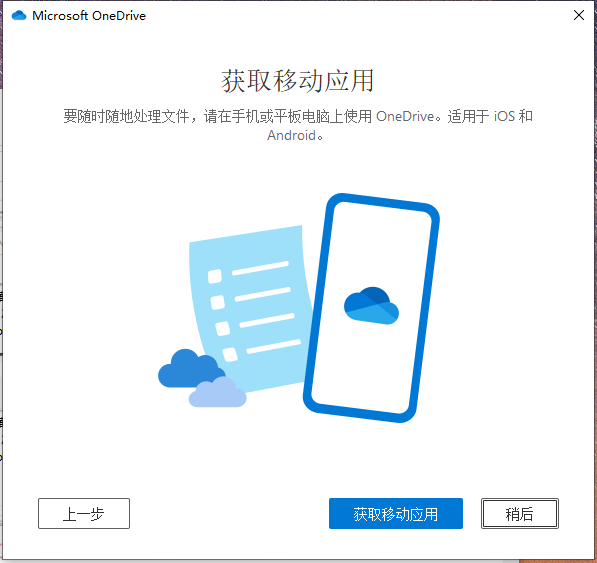 Microsoft OneDrive
获取移动应用
要随时随地处理文件，请在手机或平板电脑上使用 OneDrive。适用于 iOS 和
Android。
上一步
获取移动应用
稍后